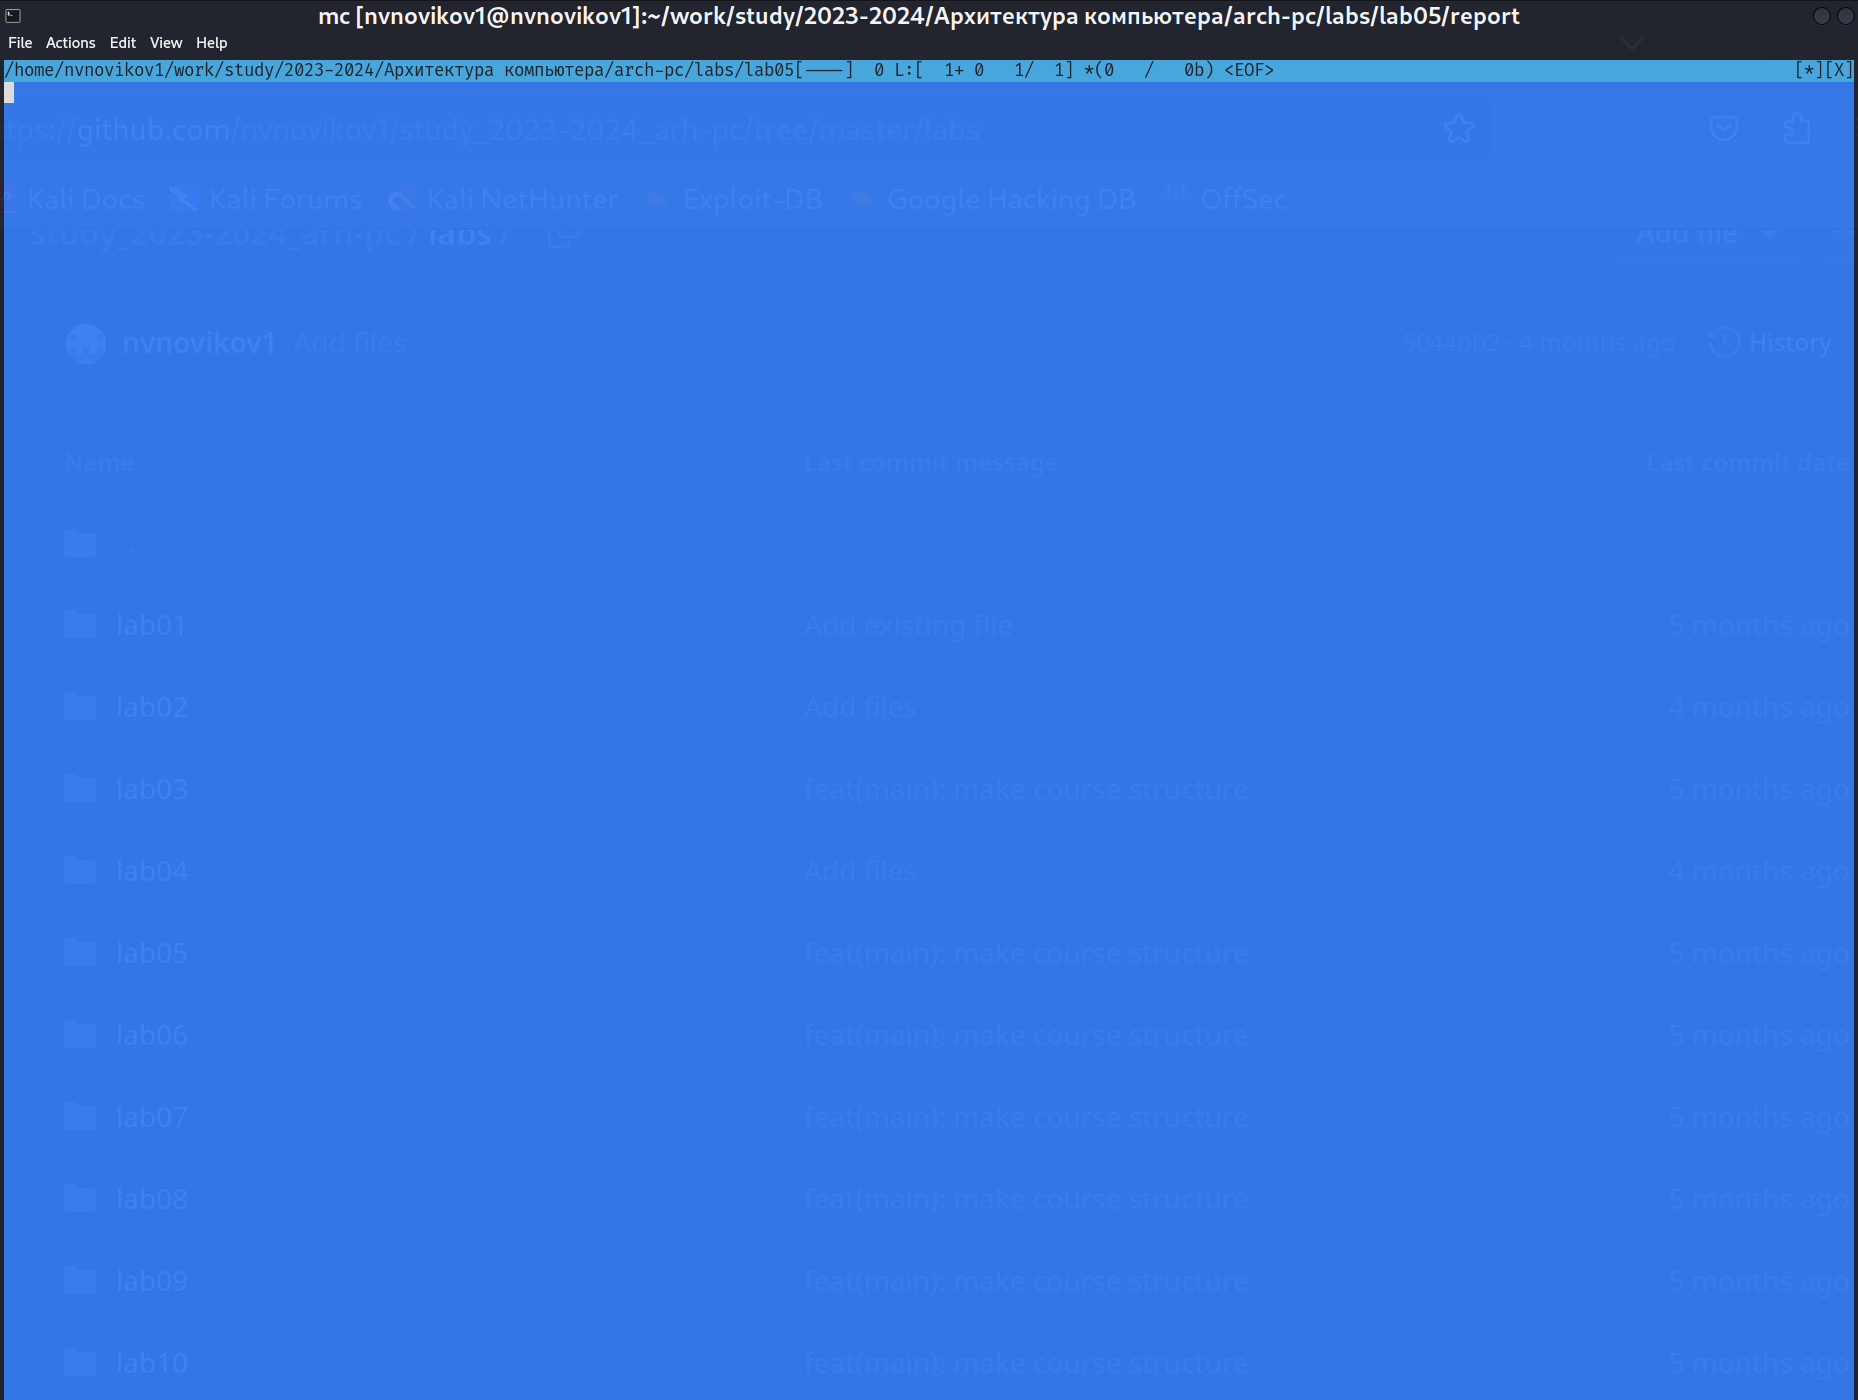 mc [nvnovikov1@nvnovikov1]:~/work/study/2023-2024/Архитектура компьютера/arch-pc/labs/lab05/report
File Actions Edit View Help
/home/nvnovikov1/work/study/2023-2024/Архитектура компьютера/arch-pc/labs/lab05[----]  0 L:[  1+ 0   1/  1] *(0   /   0b) <EOF> [*][X]
tps://github.com/nvnovikov1/study_2023-2024_arh-pc/tree/master/labs
Kali Docs Kali Forums Kali NetHunter Exploit-DB Google Hacking DB OffSec
study_2023-2024_arh-pc / labs / Add file
nvnovikov1 Add files 5044bb2 · 4 months ago History
Name Last commit message Last commit date
..
lab01 Add existing file 5 months ago
lab02 Add files 4 months ago
lab03 feat(main): make course structure 5 months ago
lab04 Add files 4 months ago
lab05 feat(main): make course structure 5 months ago
lab06 feat(main): make course structure 5 months ago
lab07 feat(main): make course structure 5 months ago
lab08 feat(main): make course structure 5 months ago
lab09 feat(main): make course structure 5 months ago
lab10 feat(main): make course structure 5 months ago